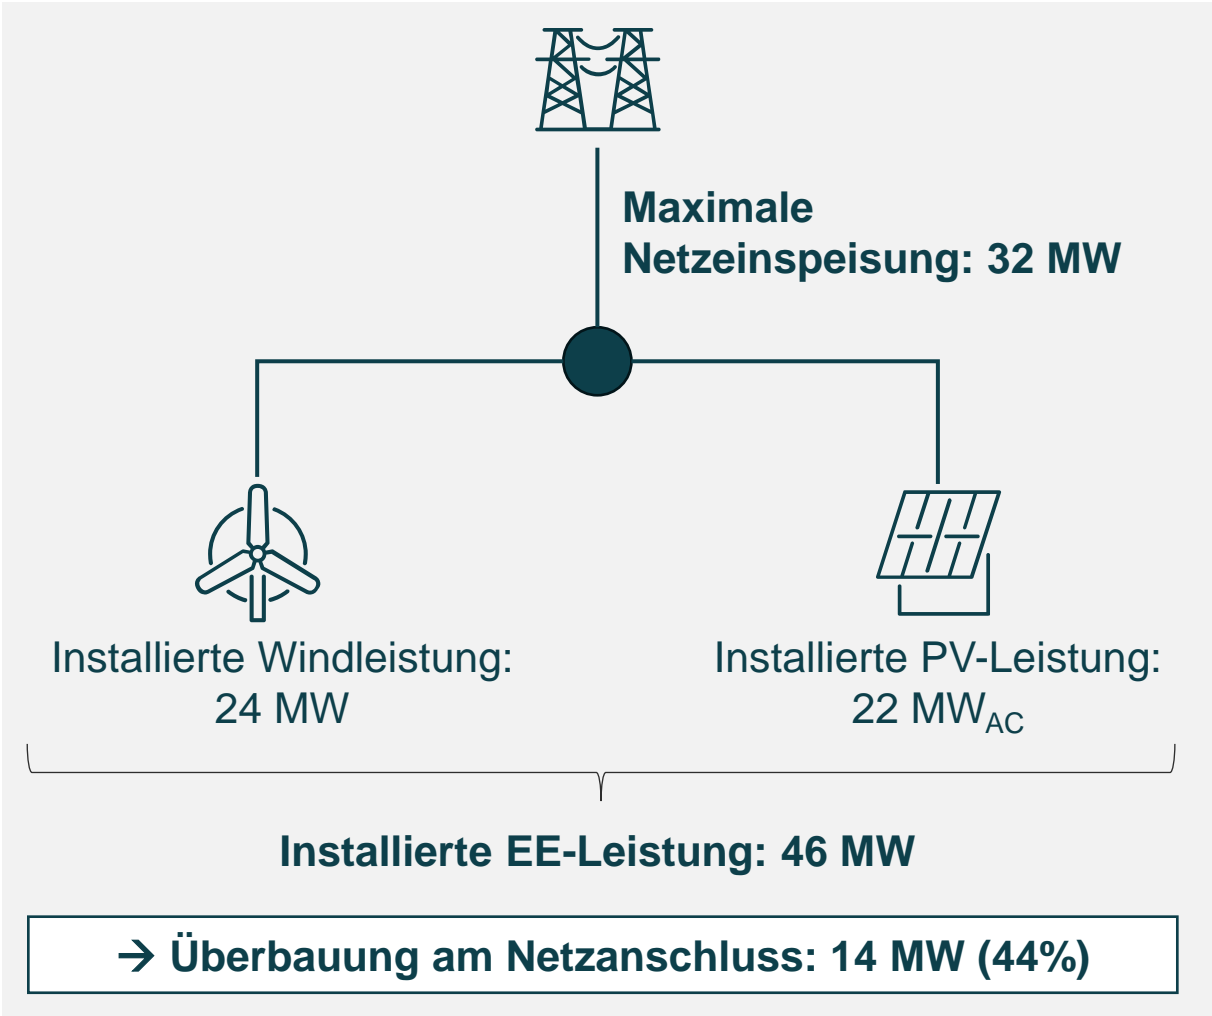 Maximale
Netzeinspeisung: 32 MW
Installierte Windleistung:
24 MW
Installierte PV-Leistung:
22 MW_AC
Installierte EE-Leistung: 46 MW
→ Überbauung am Netzanschluss: 14 MW (44%)